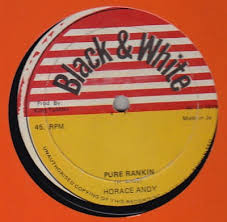 Black & White
Prod. By
Made in Ja
45. RPM
PURE RANKIN
HORACE ANDY
UNAUTHORISED COPYING OF THIS RECORD